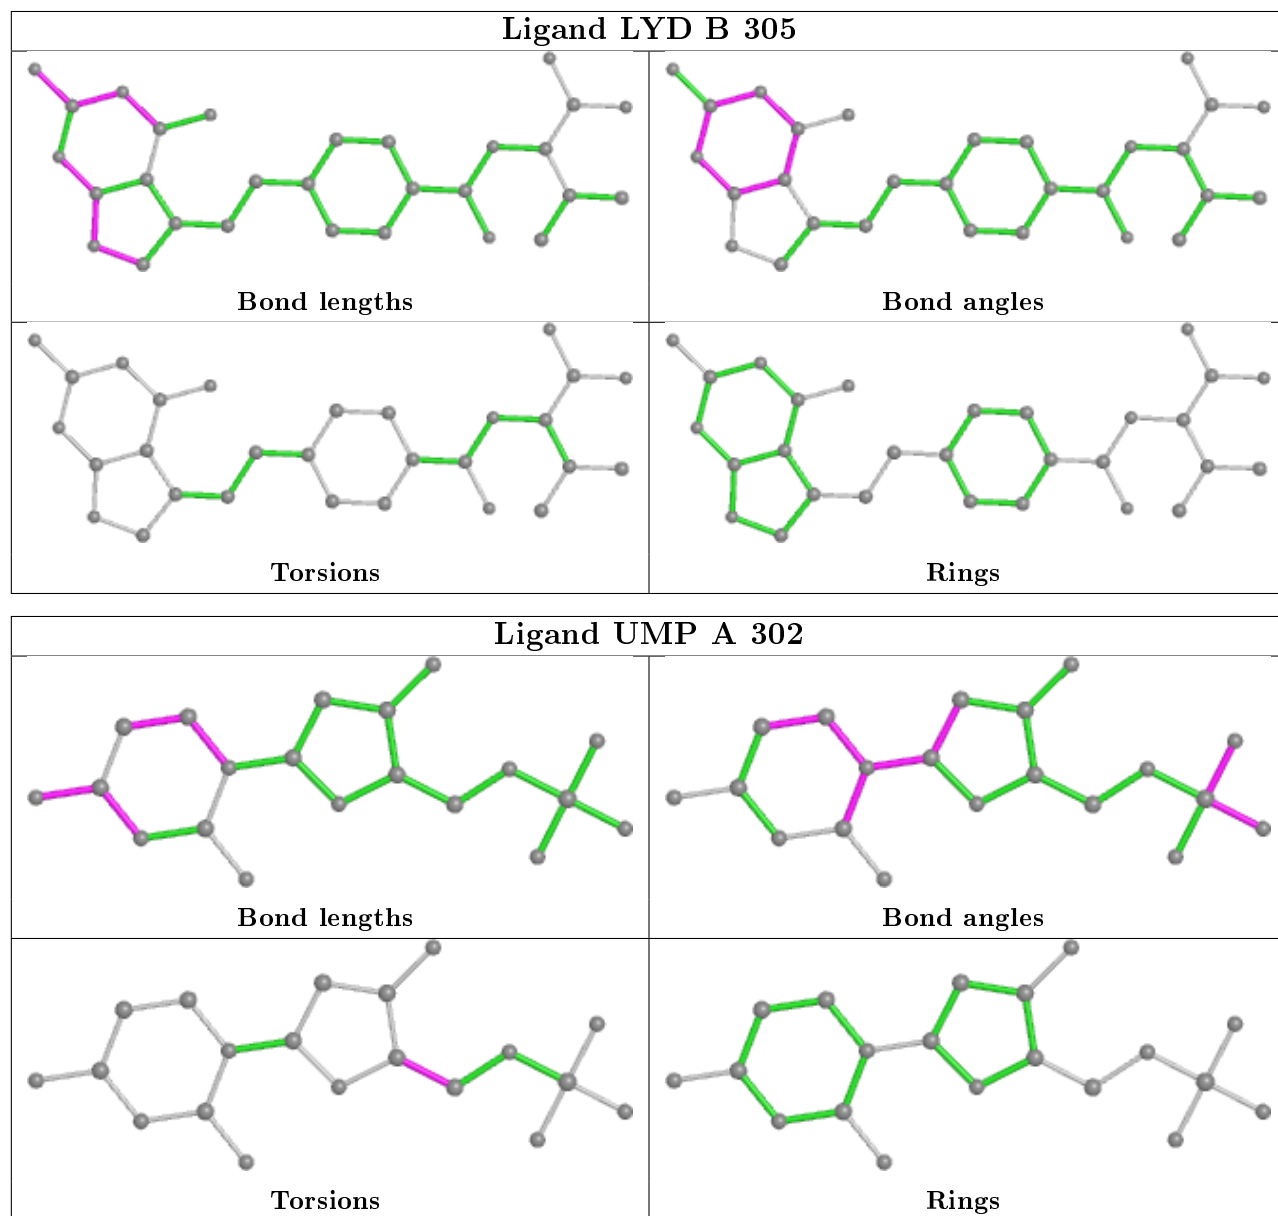 Ligand LYD B 305
Bond lengths
Bond angles
Torsions
Rings
Ligand UMP A 302
Bond lengths
Bond angles
Torsions
Rings